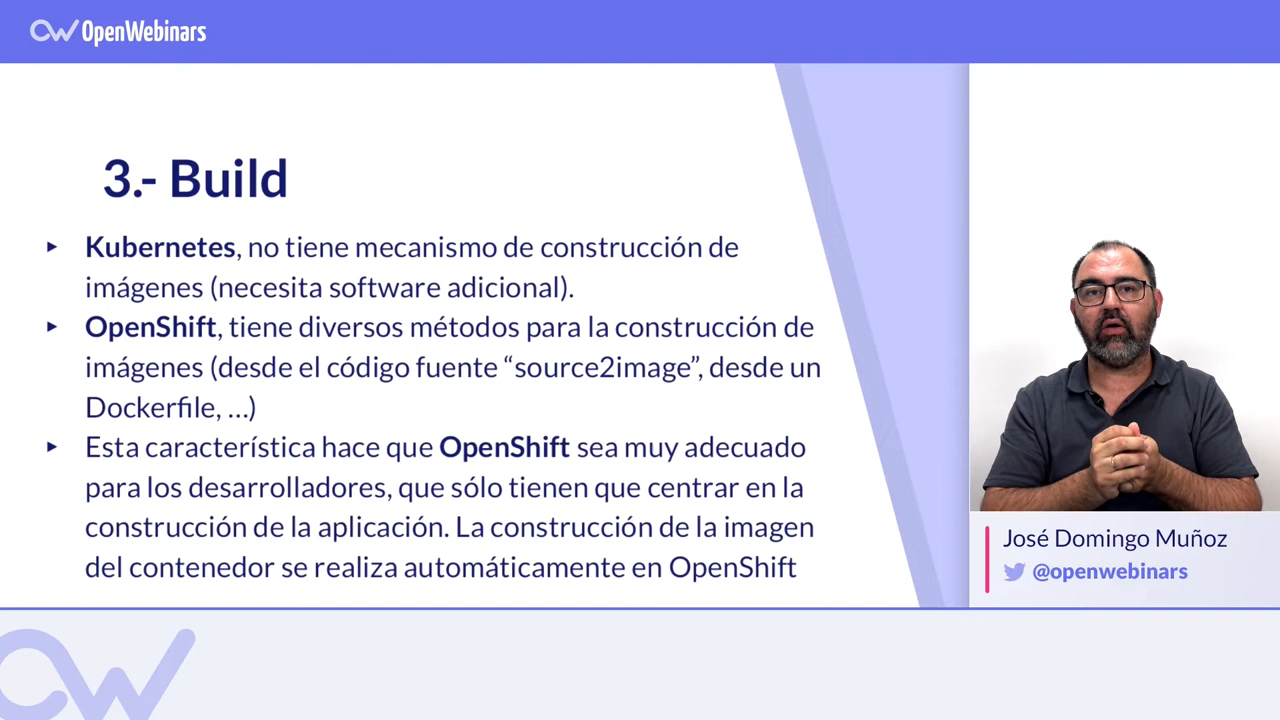 OpenWebinars
3.- Build
▸ Kubernetes, no tiene mecanismo de construcción de
imágenes (necesita software adicional).
▸ OpenShift, tiene diversos métodos para la construcción de
imágenes (desde el código fuente “source2image”, desde un
Dockerfile, ...)
▸ Esta característica hace que OpenShift sea muy adecuado
para los desarrolladores, que sólo tienen que centrar en la
construcción de la aplicación. La construcción de la imagen
del contenedor se realiza automáticamente en OpenShift
José Domingo Muñoz
@openwebinars